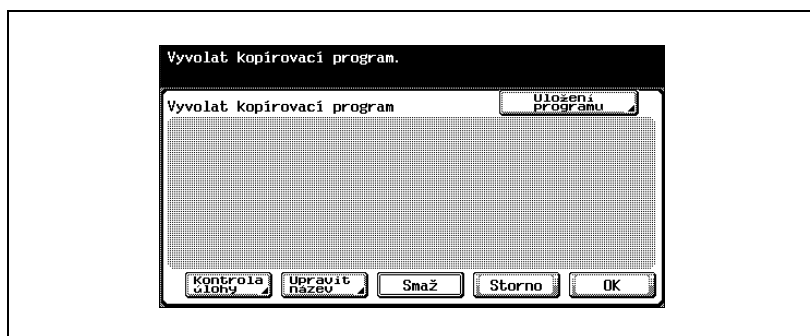 Vyvolat kopírovací program.
Vyvolat kopírovací program
Uložení
programu
Kontrola
úlohy
Upravit
název
Smaž
Storno
OK